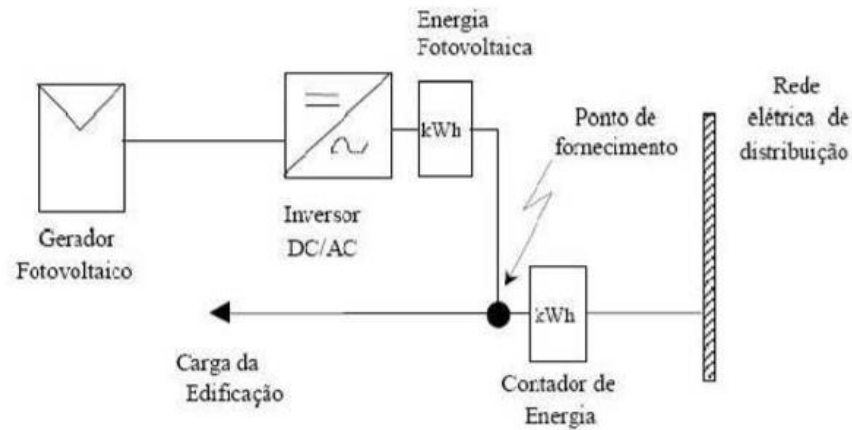 Energia
Fotovoltaica
kWh
Rede
elétrica de
distribuição
Ponto de
fornecimento
Inversor
DC/AC
Gerador
Fotovoltaico
kWh
Carga da
Edificação
Contador de
Energia